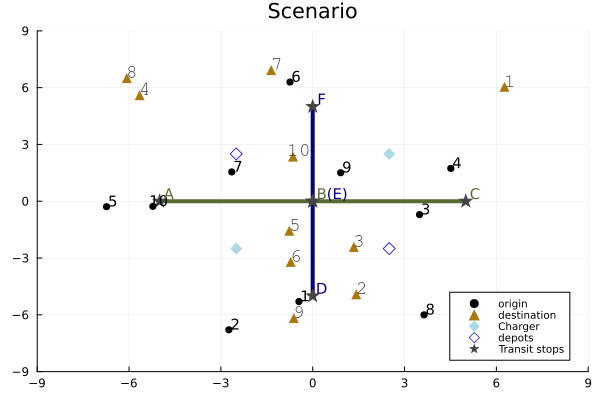 Scenario
9
6
3
0
−3
−6
−9
8
4
7
6
F
1
10
7
9
4
5
10
A
B(E)
C
3
5
6
3
D
1
2
9
2
8
origin
destination
Charger
depots
Transit stops
−9 −6 −3 0 3 6 9